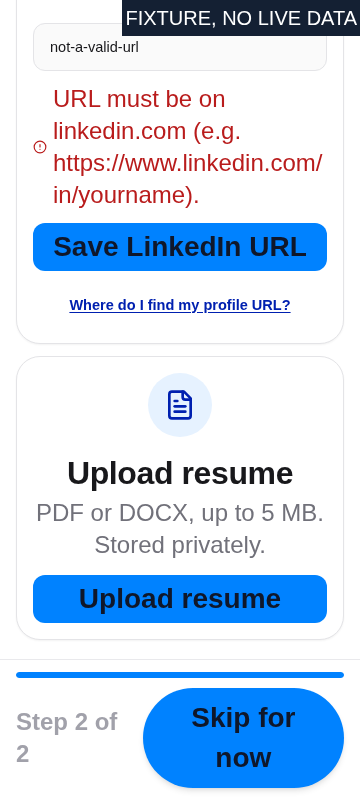 FIXTURE, NO LIVE DATA
not-a-valid-url
URL must be on
linkedin.com (e.g.
https://www.linkedin.com/
in/yourname).
Save LinkedIn URL
Where do I find my profile URL?
Upload resume
PDF or DOCX, up to 5 MB.
Stored privately.
Upload resume
Step 2 of
2
Skip for
now